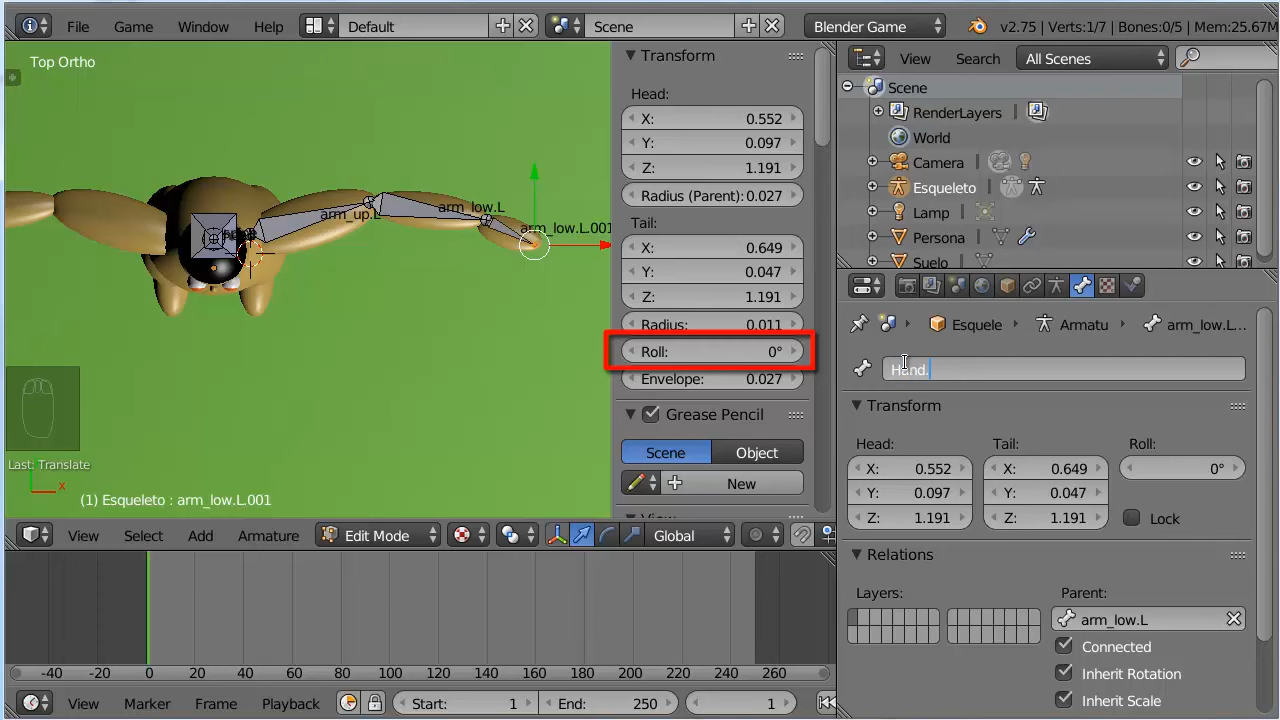 File Game Window Help Default Scene Blender Game v2.75 | Verts:1/7 | Bones:0/5 | Mem:25.67M
Top Ortho
arm_up.L
arm_low.L
arm_low.L.001
Last: Translate
x
(1) Esqueleto : arm_low.L.001
Transform
Head:
X: 0.552
Y: 0.097
Z: 1.191
Radius (Parent): 0.027
Tail:
X: 0.649
Y: 0.047
Z: 1.191
Radius: 0.011
Roll: 0°
Envelope: 0.027
Grease Pencil
Scene Object
New
View Select Add Armature Edit Mode Global
-40 -20 0 20 40 60 80 100 120 140 160 180 200 220 240 260
View Marker Frame Playback Start: 1 End: 250 1
View Search All Scenes
Scene
RenderLayers
World
Camera
Esqueleto
Lamp
Persona
Suelo
Esquele Armatu arm_low.L...
Hand.
Transform
Head: Tail: Roll:
X: 0.552 X: 0.649 0°
Y: 0.097 Y: 0.047
Z: 1.191 Z: 1.191 Lock
Relations
Layers: Parent:
arm_low.L
Connected
Inherit Rotation
Inherit Scale